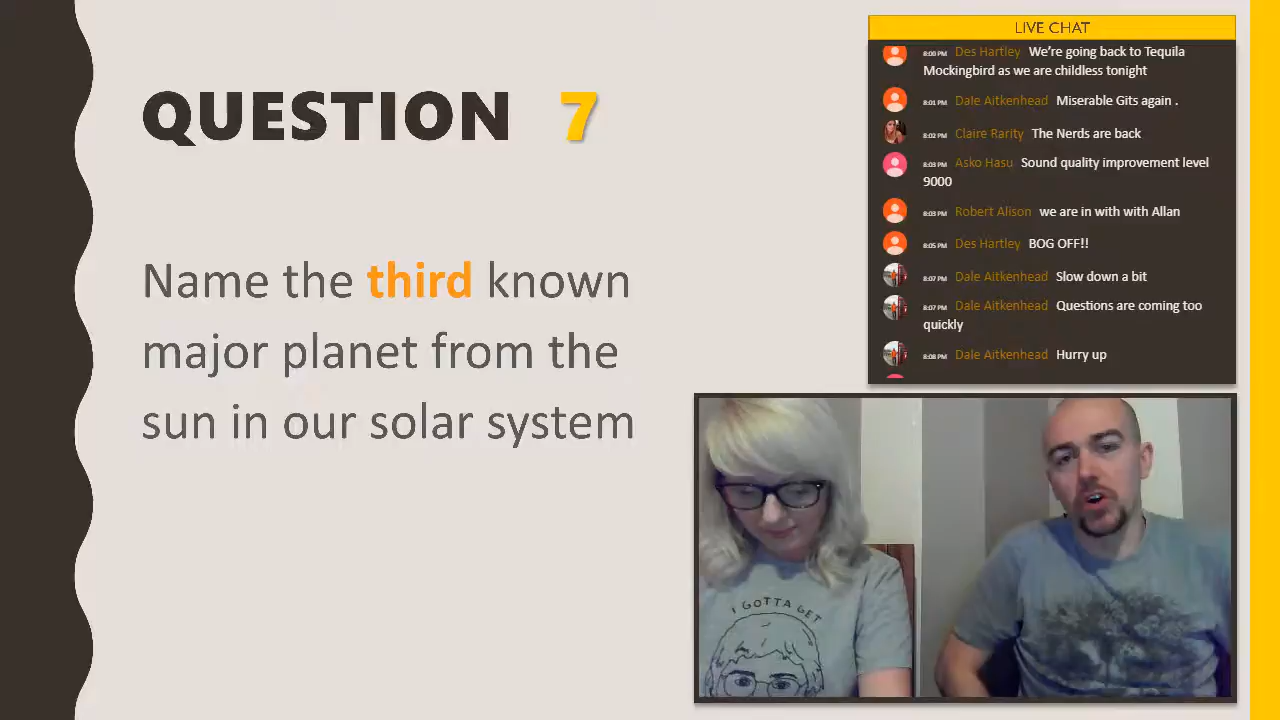 QUESTION 7
Name the third known
major planet from the
sun in our solar system
LIVE CHAT
8:00 PM Des Hartley We're going back to Tequila
Mockingbird as we are childless tonight
8:01 PM Dale Aitkenhead Miserable Gits again .
8:02 PM Claire Rarity The Nerds are back
8:03 PM Asko Hasu Sound quality improvement level
9000
8:03 PM Robert Alison we are in with with Allan
8:05 PM Des Hartley BOG OFF!!
8:07 PM Dale Aitkenhead Slow down a bit
8:07 PM Dale Aitkenhead Questions are coming too
quickly
8:08 PM Dale Aitkenhead Hurry up
I GOTTA GET